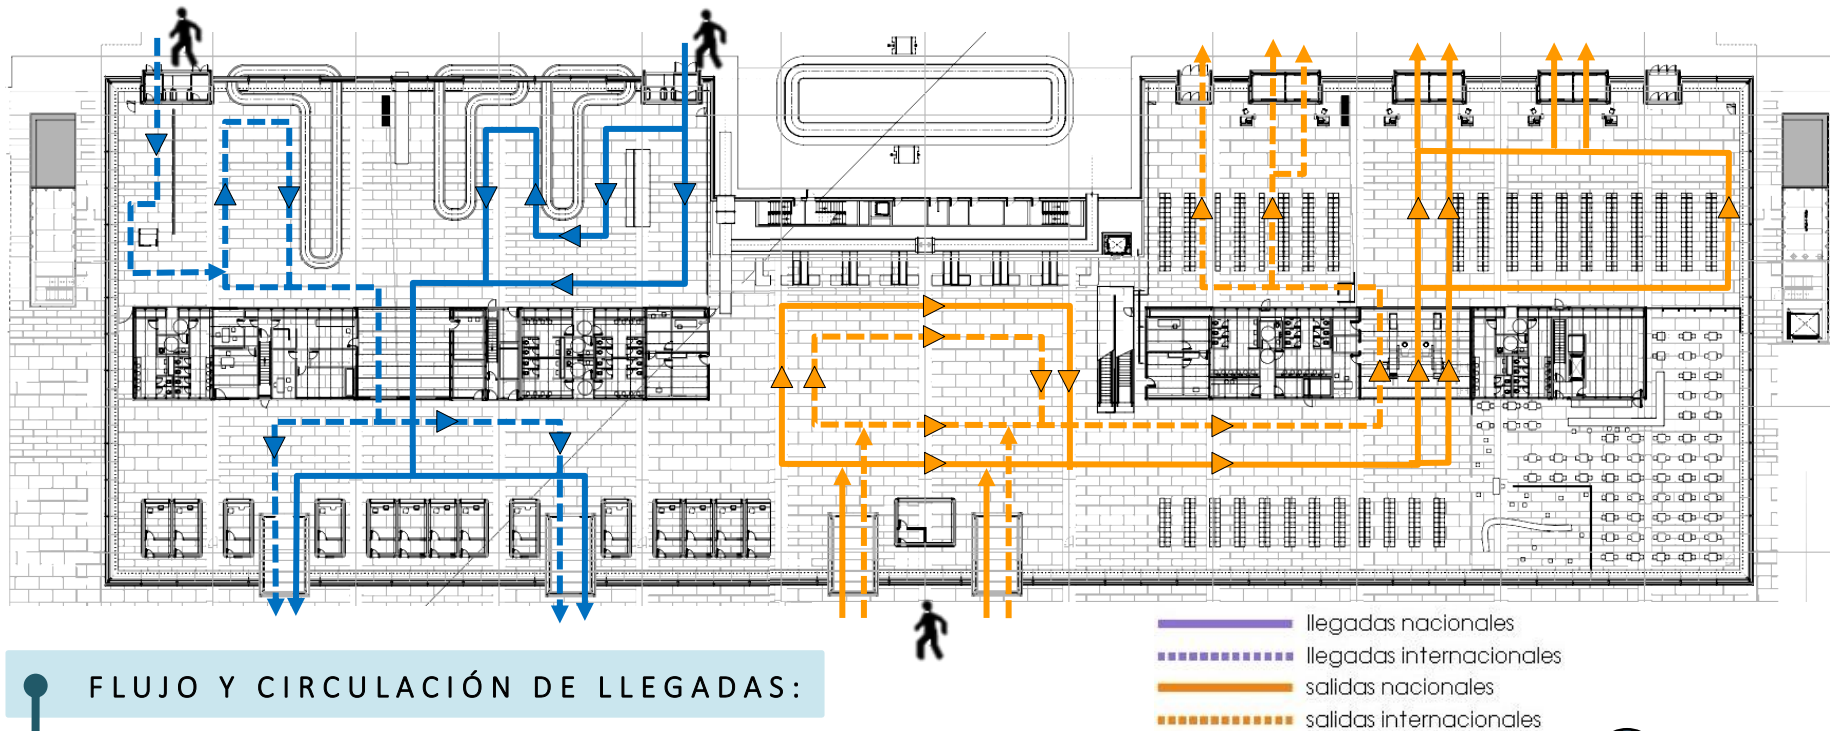 llegadas nacionales
llegadas internacionales
salidas nacionales
salidas internacionales
FLUJO Y CIRCULACIÓN DE LLEGADAS: